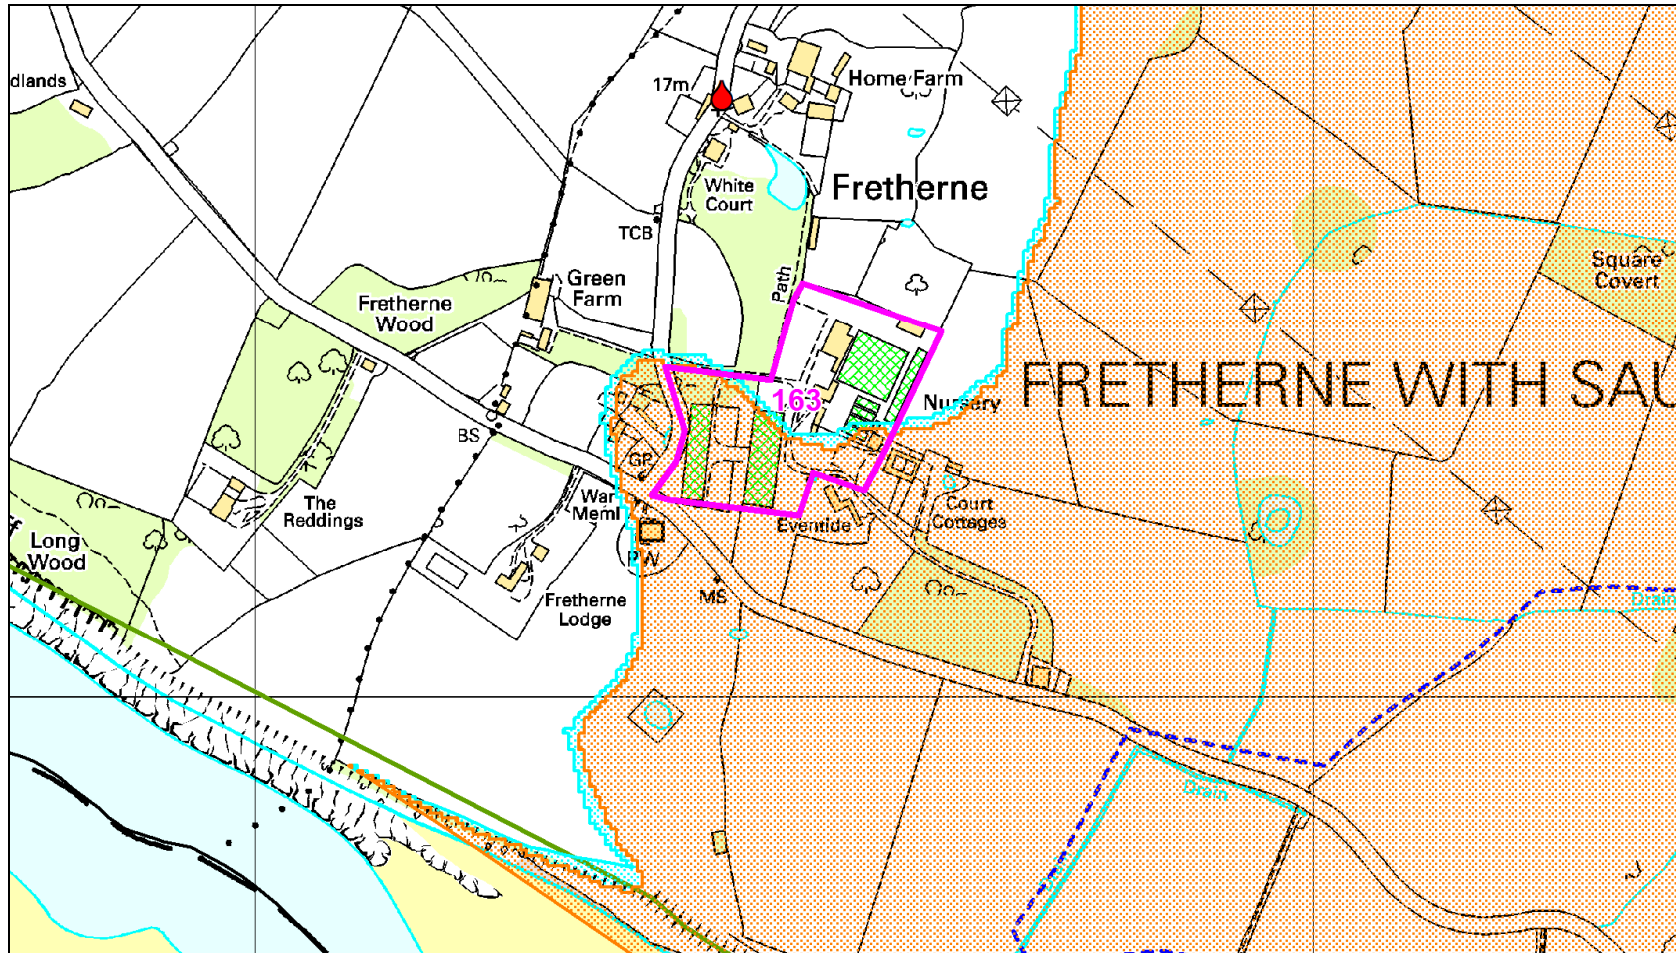 17m
Home Farm
dlands
White
Court
Fretherne
TCB
Path
Green
Farm
Square
Covert
Fretherne
Wood
FRETHERNE WITH SAU
163
Nursery
BS
GP
War
Meml
The
Reddings
Court
Cottages
Eventide
Long
Wood
PW
MS
Fretherne
Lodge
Drain
Drain